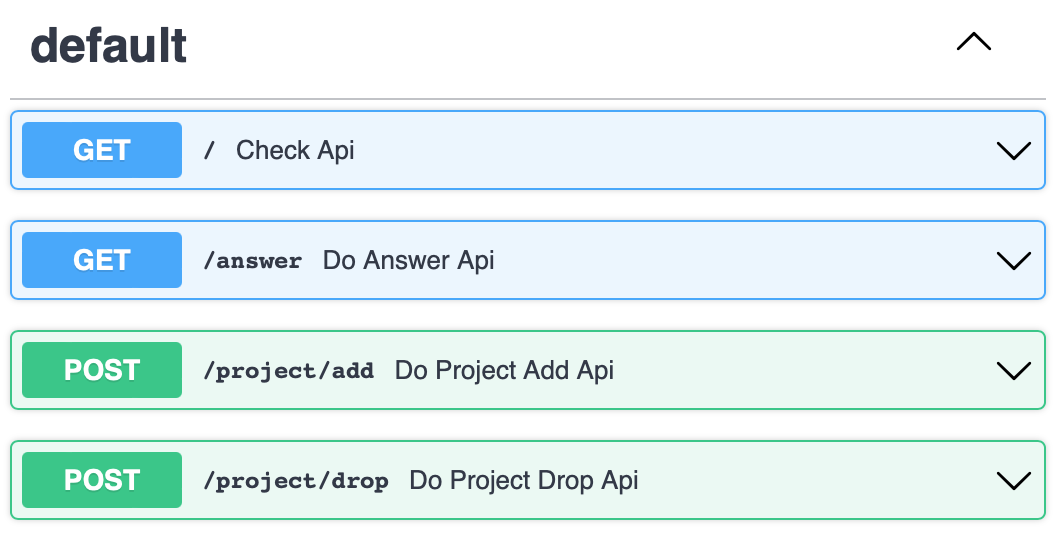 default
GET / Check Api
GET /answer Do Answer Api
POST /project/add Do Project Add Api
POST /project/drop Do Project Drop Api